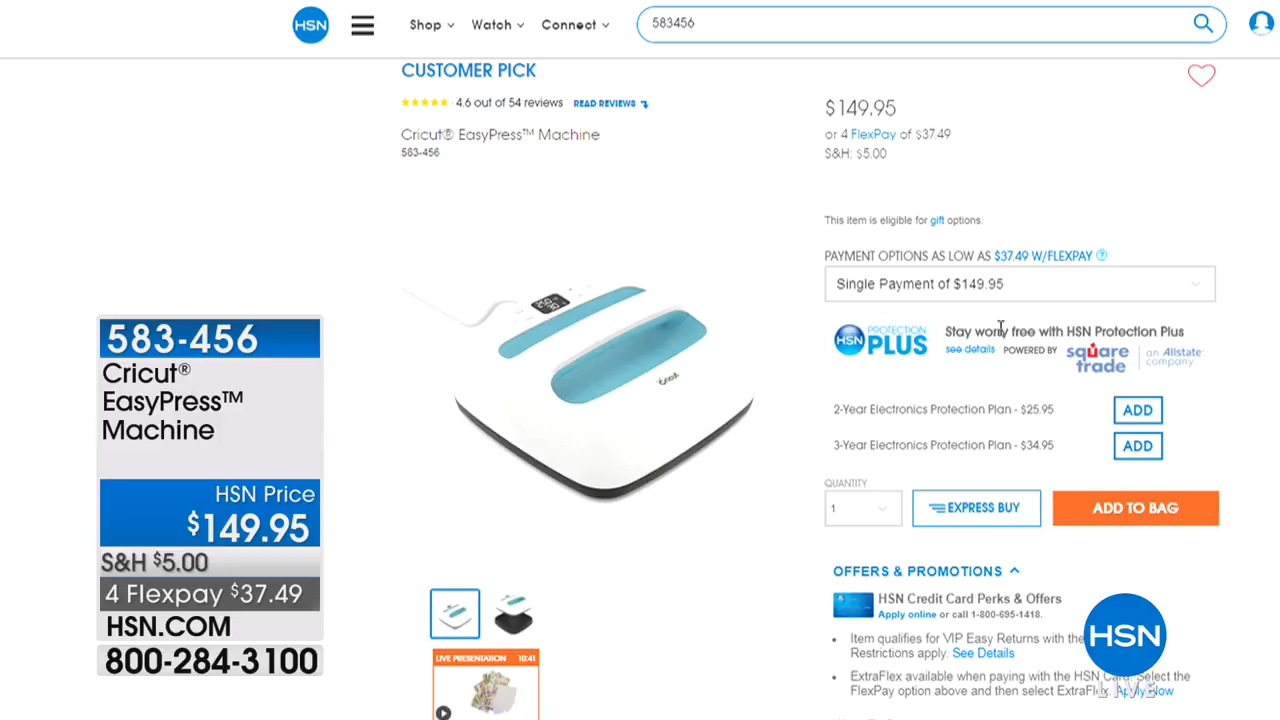 HSN
Shop
Watch
Connect
583456
CUSTOMER PICK
4.6 out of 54 reviews READ REVIEWS
Cricut® EasyPress™ Machine
583-456
$149.95
or 4 FlexPay of $37.49
S&H: $5.00
This item is eligible for gift options.
PAYMENT OPTIONS AS LOW AS $37.49 W/FLEXPAY ?
Single Payment of $149.95
HSN PROTECTION PLUS
Stay worry free with HSN Protection Plus
see details POWERED BY square trade an Allstate company
2-Year Electronics Protection Plan - $25.95 ADD
3-Year Electronics Protection Plan - $34.95 ADD
QUANTITY
1
EXPRESS BUY
ADD TO BAG
OFFERS & PROMOTIONS
HSN Credit Card Perks & Offers
Apply online or call 1-800-695-1418.
Item qualifies for VIP Easy Returns with the
Restrictions apply. See Details
ExtraFlex available when paying with the HSN Card. Select the
FlexPay option above and then select ExtraFlex. Apply Now
cricut
583-456
Cricut®
EasyPress™
Machine
HSN Price
$149.95
S&H $5.00
4 Flexpay $37.49
HSN.COM
800-284-3100
LIVE PRESENTATION 10:41
HSN
LIVE